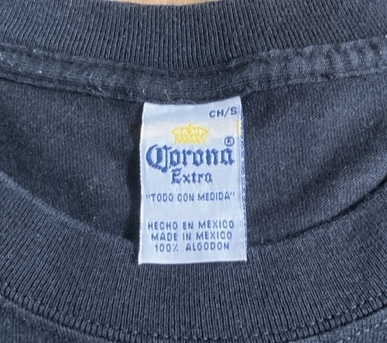 CH/S
Corona®
Extra
"TODO CON MEDIDA"
HECHO EN MEXICO
MADE IN MEXICO
100% ALGODON